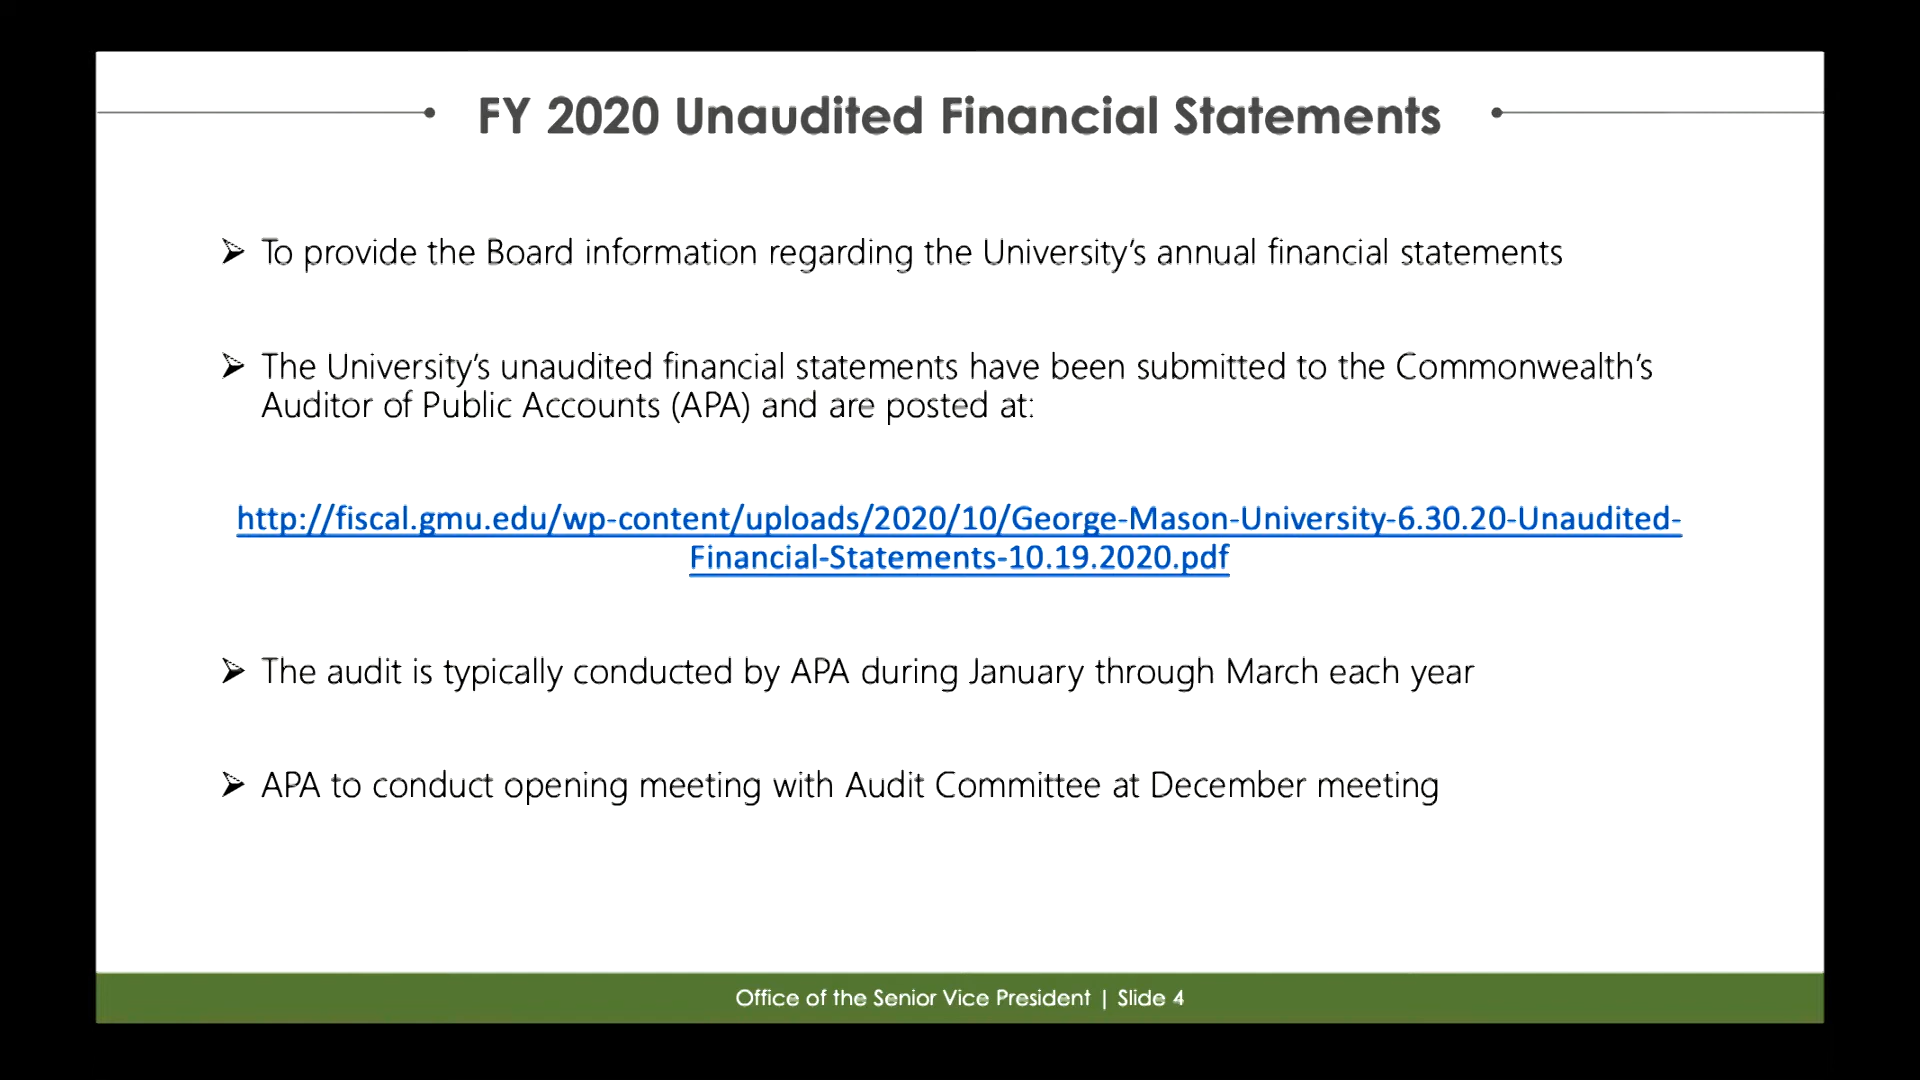 FY 2020 Unaudited Financial Statements
➢ To provide the Board information regarding the University’s annual financial statements
➢ The University’s unaudited financial statements have been submitted to the Commonwealth’s
Auditor of Public Accounts (APA) and are posted at:
http://fiscal.gmu.edu/wp-content/uploads/2020/10/George-Mason-University-6.30.20-Unaudited-
Financial-Statements-10.19.2020.pdf
➢ The audit is typically conducted by APA during January through March each year
➢ APA to conduct opening meeting with Audit Committee at December meeting
Office of the Senior Vice President | Slide 4